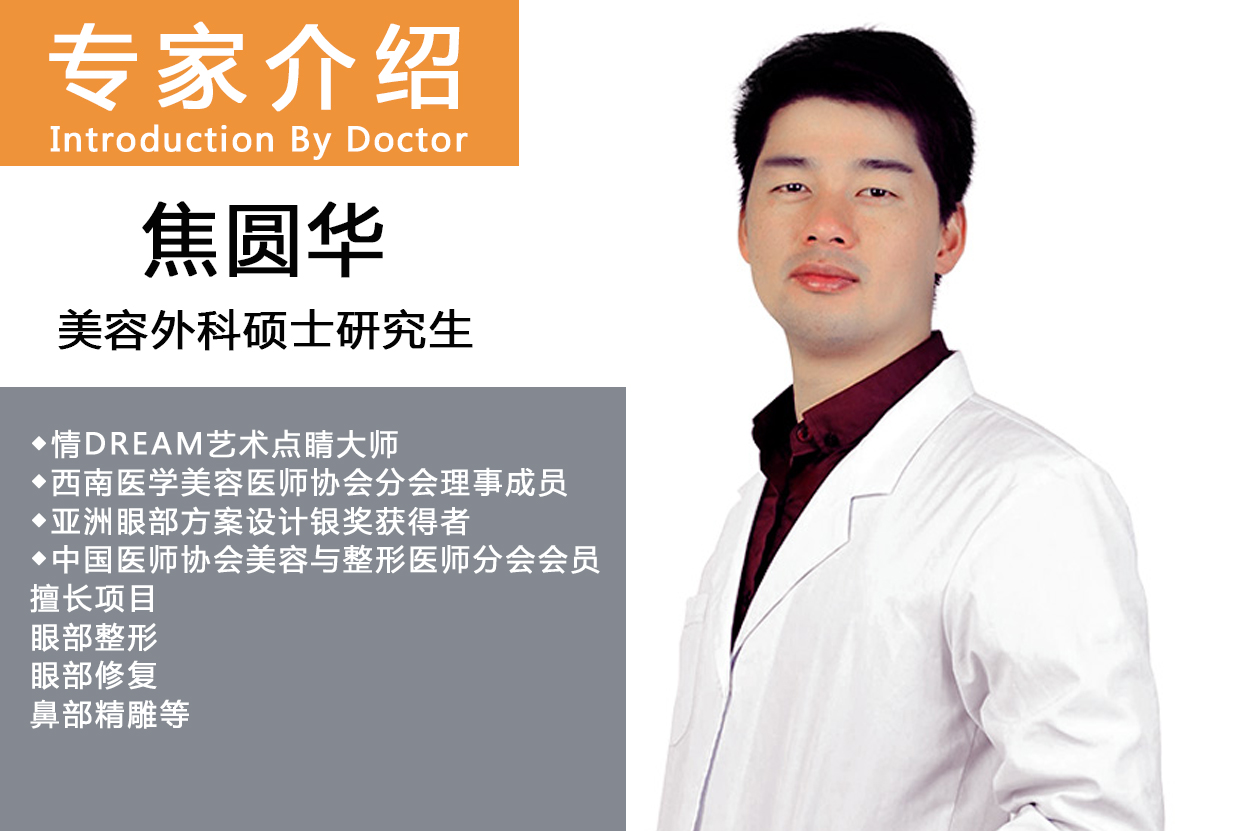 专家介绍
Introduction By Doctor
焦圆华
美容外科硕士研究生
◆情DREAM艺术点睛大师
◆西南医学美容医师协会分会理事成员
◆亚洲眼部方案设计银奖获得者
◆中国医师协会美容与整形医师分会会员
擅长项目
眼部整形
眼部修复
鼻部精雕等